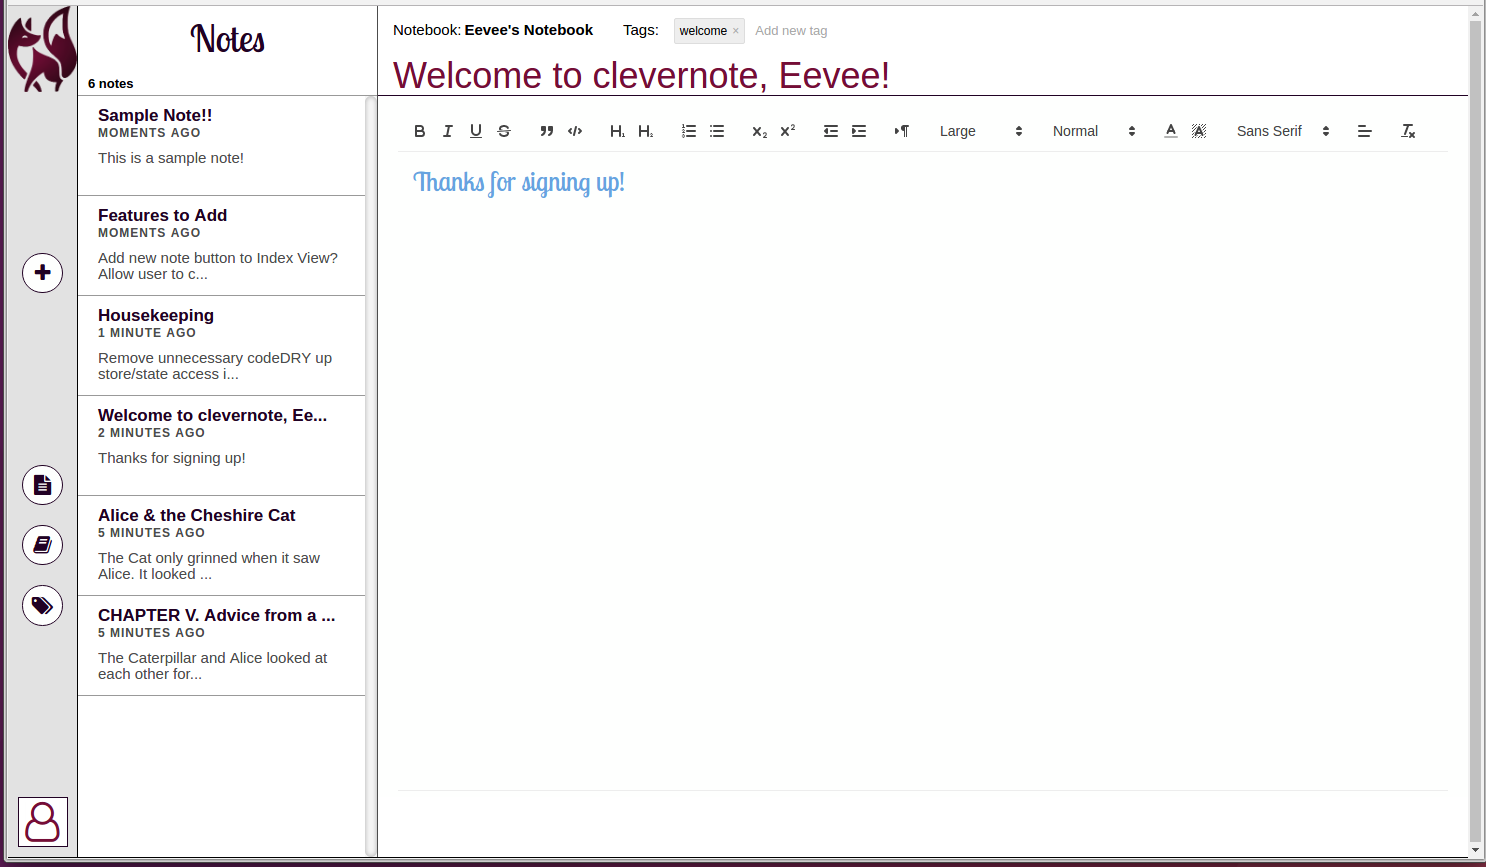 Notes
6 notes
Sample Note!!
MOMENTS AGO
This is a sample note!
Features to Add
MOMENTS AGO
Add new note button to Index View?
Allow user to c...
Housekeeping
1 MINUTE AGO
Remove unnecessary codeDRY up
store/state access i...
Welcome to clevernote, Ee...
2 MINUTES AGO
Thanks for signing up!
Alice & the Cheshire Cat
5 MINUTES AGO
The Cat only grinned when it saw
Alice. It looked ...
CHAPTER V. Advice from a ...
5 MINUTES AGO
The Caterpillar and Alice looked at
each other for...
Notebook: Eevee's Notebook Tags: welcome × Add new tag
Welcome to clevernote, Eevee!
B I U S H1 H2 x2 x² Large Normal A A Sans Serif Tx
Thanks for signing up!